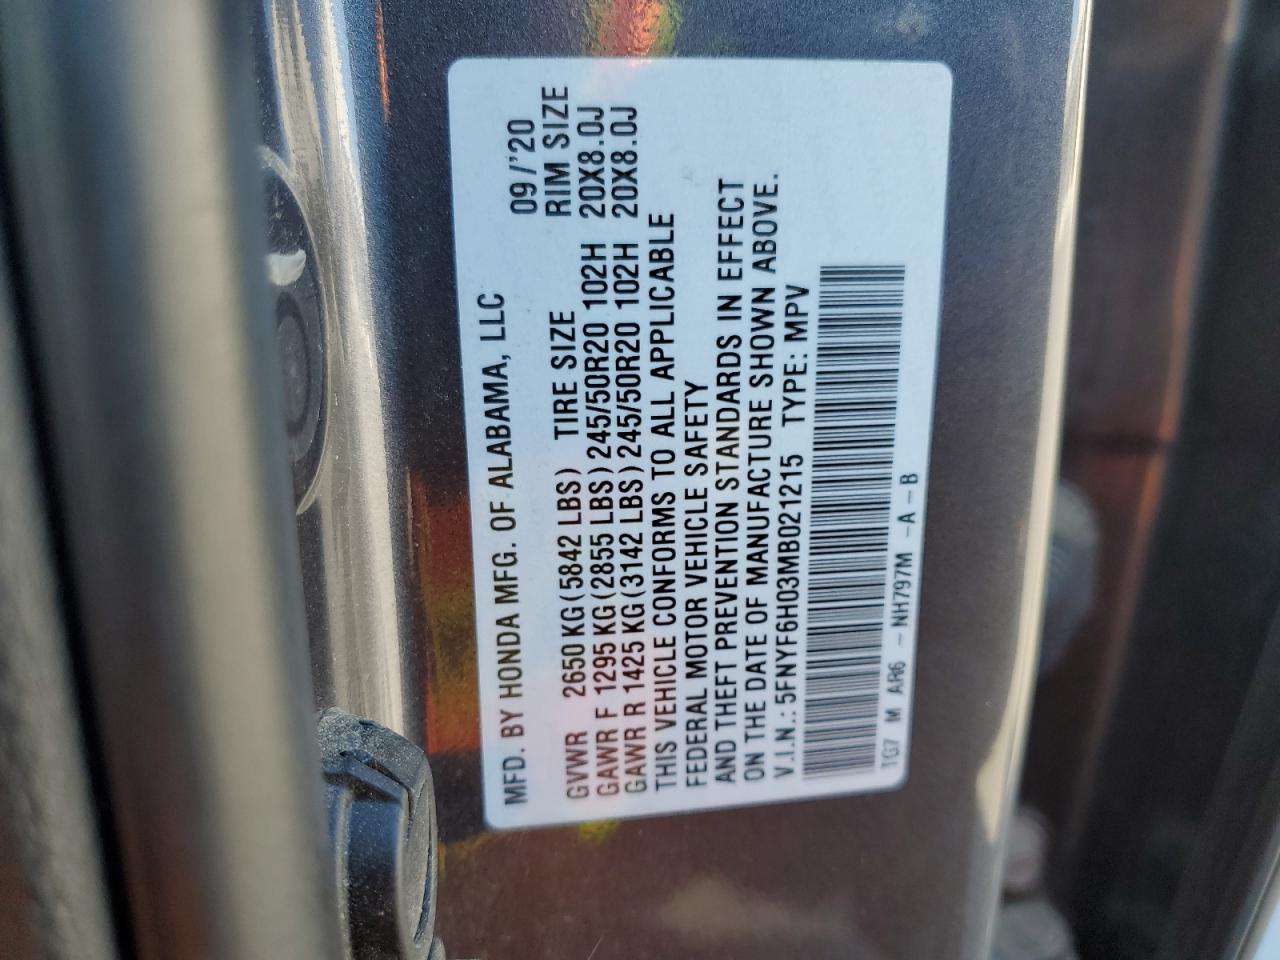 MFD. BY HONDA MFG. OF ALABAMA, LLC 09/'20
GVWR 2650 KG (5842 LBS) TIRE SIZE RIM SIZE
GAWR F 1295 KG (2855 LBS) 245/50R20 102H 20X8.0J
GAWR R 1425 KG (3142 LBS) 245/50R20 102H 20X8.0J
THIS VEHICLE CONFORMS TO ALL APPLICABLE
FEDERAL MOTOR VEHICLE SAFETY
AND THEFT PREVENTION STANDARDS IN EFFECT
ON THE DATE OF MANUFACTURE SHOWN ABOVE.
V.I.N.: 5FNYF6H03MB021215 TYPE: MPV
TG7 M AR6 - NH797M -A-B